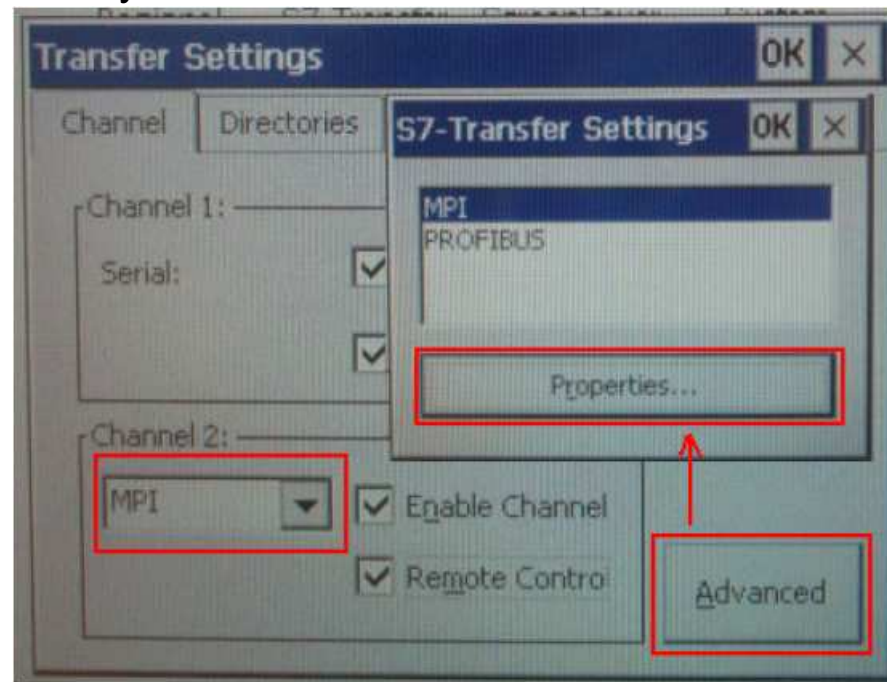 Transfer Settings OK ×
Channel Directories
S7-Transfer Settings OK ×
MPI
PROFIBUS
Properties...
Channel 1:
Serial:
Channel 2:
MPI
Enable Channel
Remote Control
Advanced